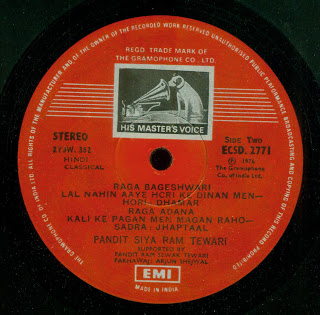 ALL RIGHTS OF THE MANUFACTURER AND OF THE OWNER OF THE RECORDED WORK RESERVED UNAUTHORISED PUBLIC PERFORMANCE BROADCASTING AND COPYING OF THIS RECORD PROHIBITED
THE GRAMOPHONE CO. OF INDIA LTD.
REGD. TRADE MARK OF
THE GRAMOPHONE CO. LTD.
HIS MASTER'S VOICE
STEREO
HINDI
CLASSICAL
SIDE TWO
ECSD. 2771
℗ 1976
The Gramophone
Co. of India Ltd.
RAGA BAGESHWARI
LAL NAHIN AAYE HORI KE DINAN MEN—
HORI: DHAMAR
RAGA ADANA
KALI KE PAGAN MEN MAGAN RAHO—
SADRA: JHAPTAAL
PANDIT SIYA RAM TEWARI
SUPPORTED BY
PANDIT RAM SEWAK TEWARI
PAKHAWAJ: ARJUN SHEJWAL
EMI
MADE IN INDIA